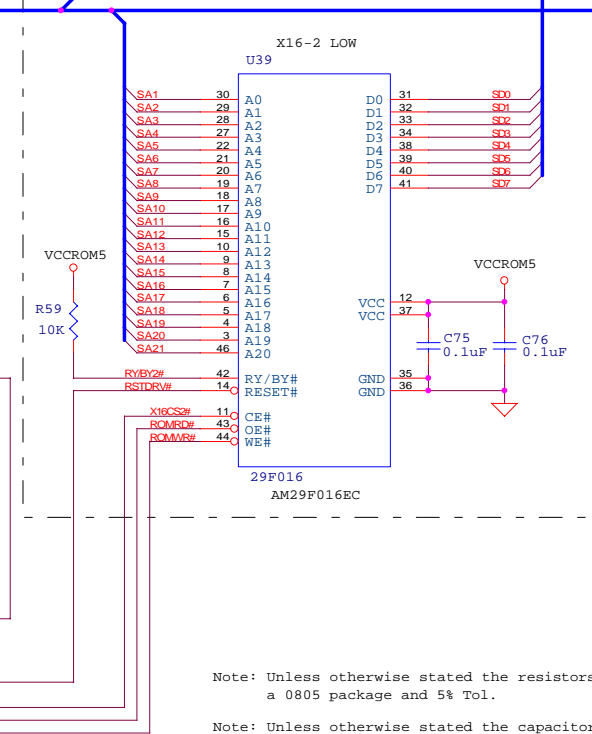 X16-2 LOW
U39
SA1 30 A0 D0 31 SD0
SA2 29 A1 D1 32 SD1
SA3 28 A2 D2 33 SD2
SA4 27 A3 D3 34 SD3
SA5 22 A4 D4 38 SD4
SA6 21 A5 D5 39 SD5
SA7 20 A6 D6 40 SD6
SA8 19 A7 D7 41 SD7
SA9 18 A8
SA10 17 A9
SA11 16 A10
SA12 15 A11
SA13 10 A12
SA14 9 A13
SA15 8 A14
SA16 7 A15
SA17 6 A16 VCC 12
SA18 5 A17 VCC 37
SA19 4 A18
SA20 3 A19
SA21 46 A20
VCCROM5
R59
10K
VCCROM5
C75
0.1uF
C76
0.1uF
RY/BY2# 42 RY/BY# GND 35
RSTDRV# 14 RESET# GND 36
X16CS2# 11 CE#
ROMRD# 43 OE#
ROMWR# 44 WE#
29F016
AM29F016EC
Note: Unless otherwise stated the resistors
a 0805 package and 5% Tol.
Note: Unless otherwise stated the capacitor